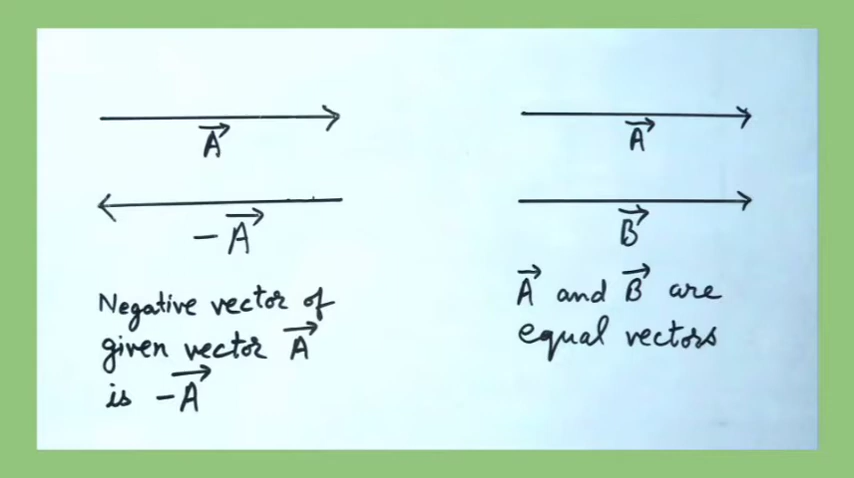 A⃗
-A⃗
Negative vector of
given vector A⃗
is -A⃗
A⃗
B⃗
A⃗ and B⃗ are
equal vectors